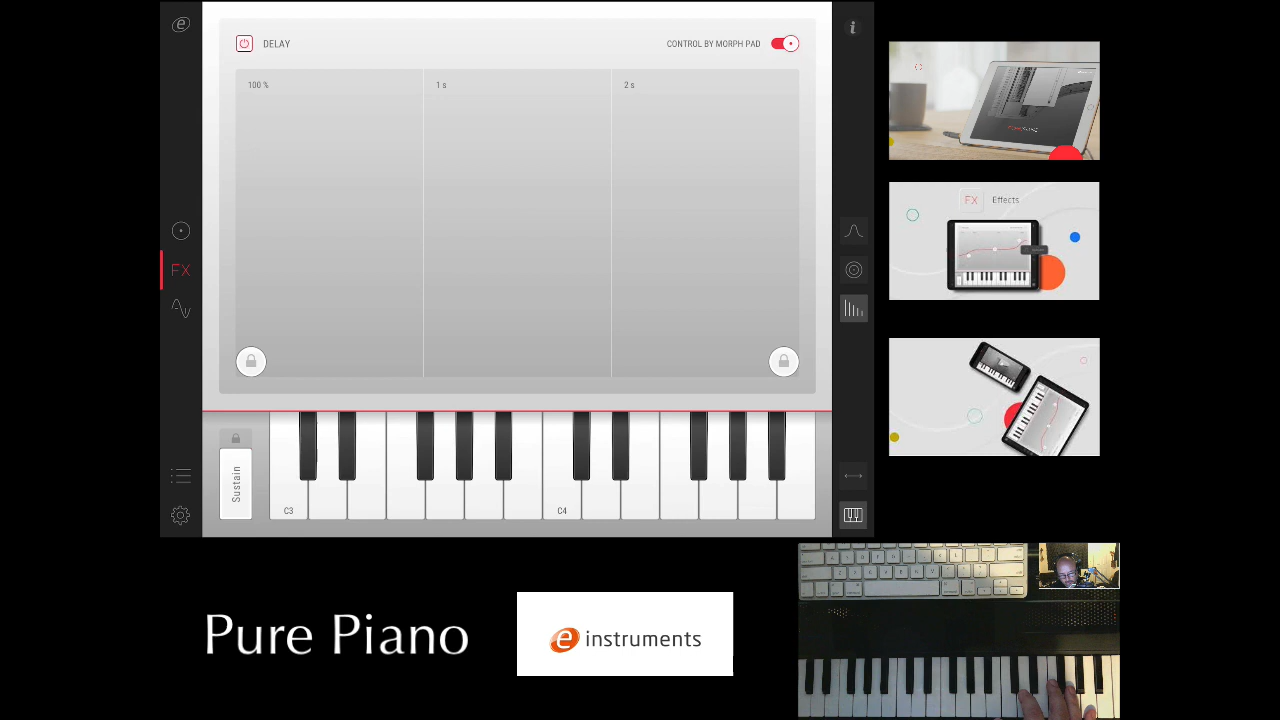 e
DELAY
CONTROL BY MORPH PAD
i
100 %
1 s
2 s
FX
Sustain
C3
C4
FX Effects
Pure Piano
e instruments